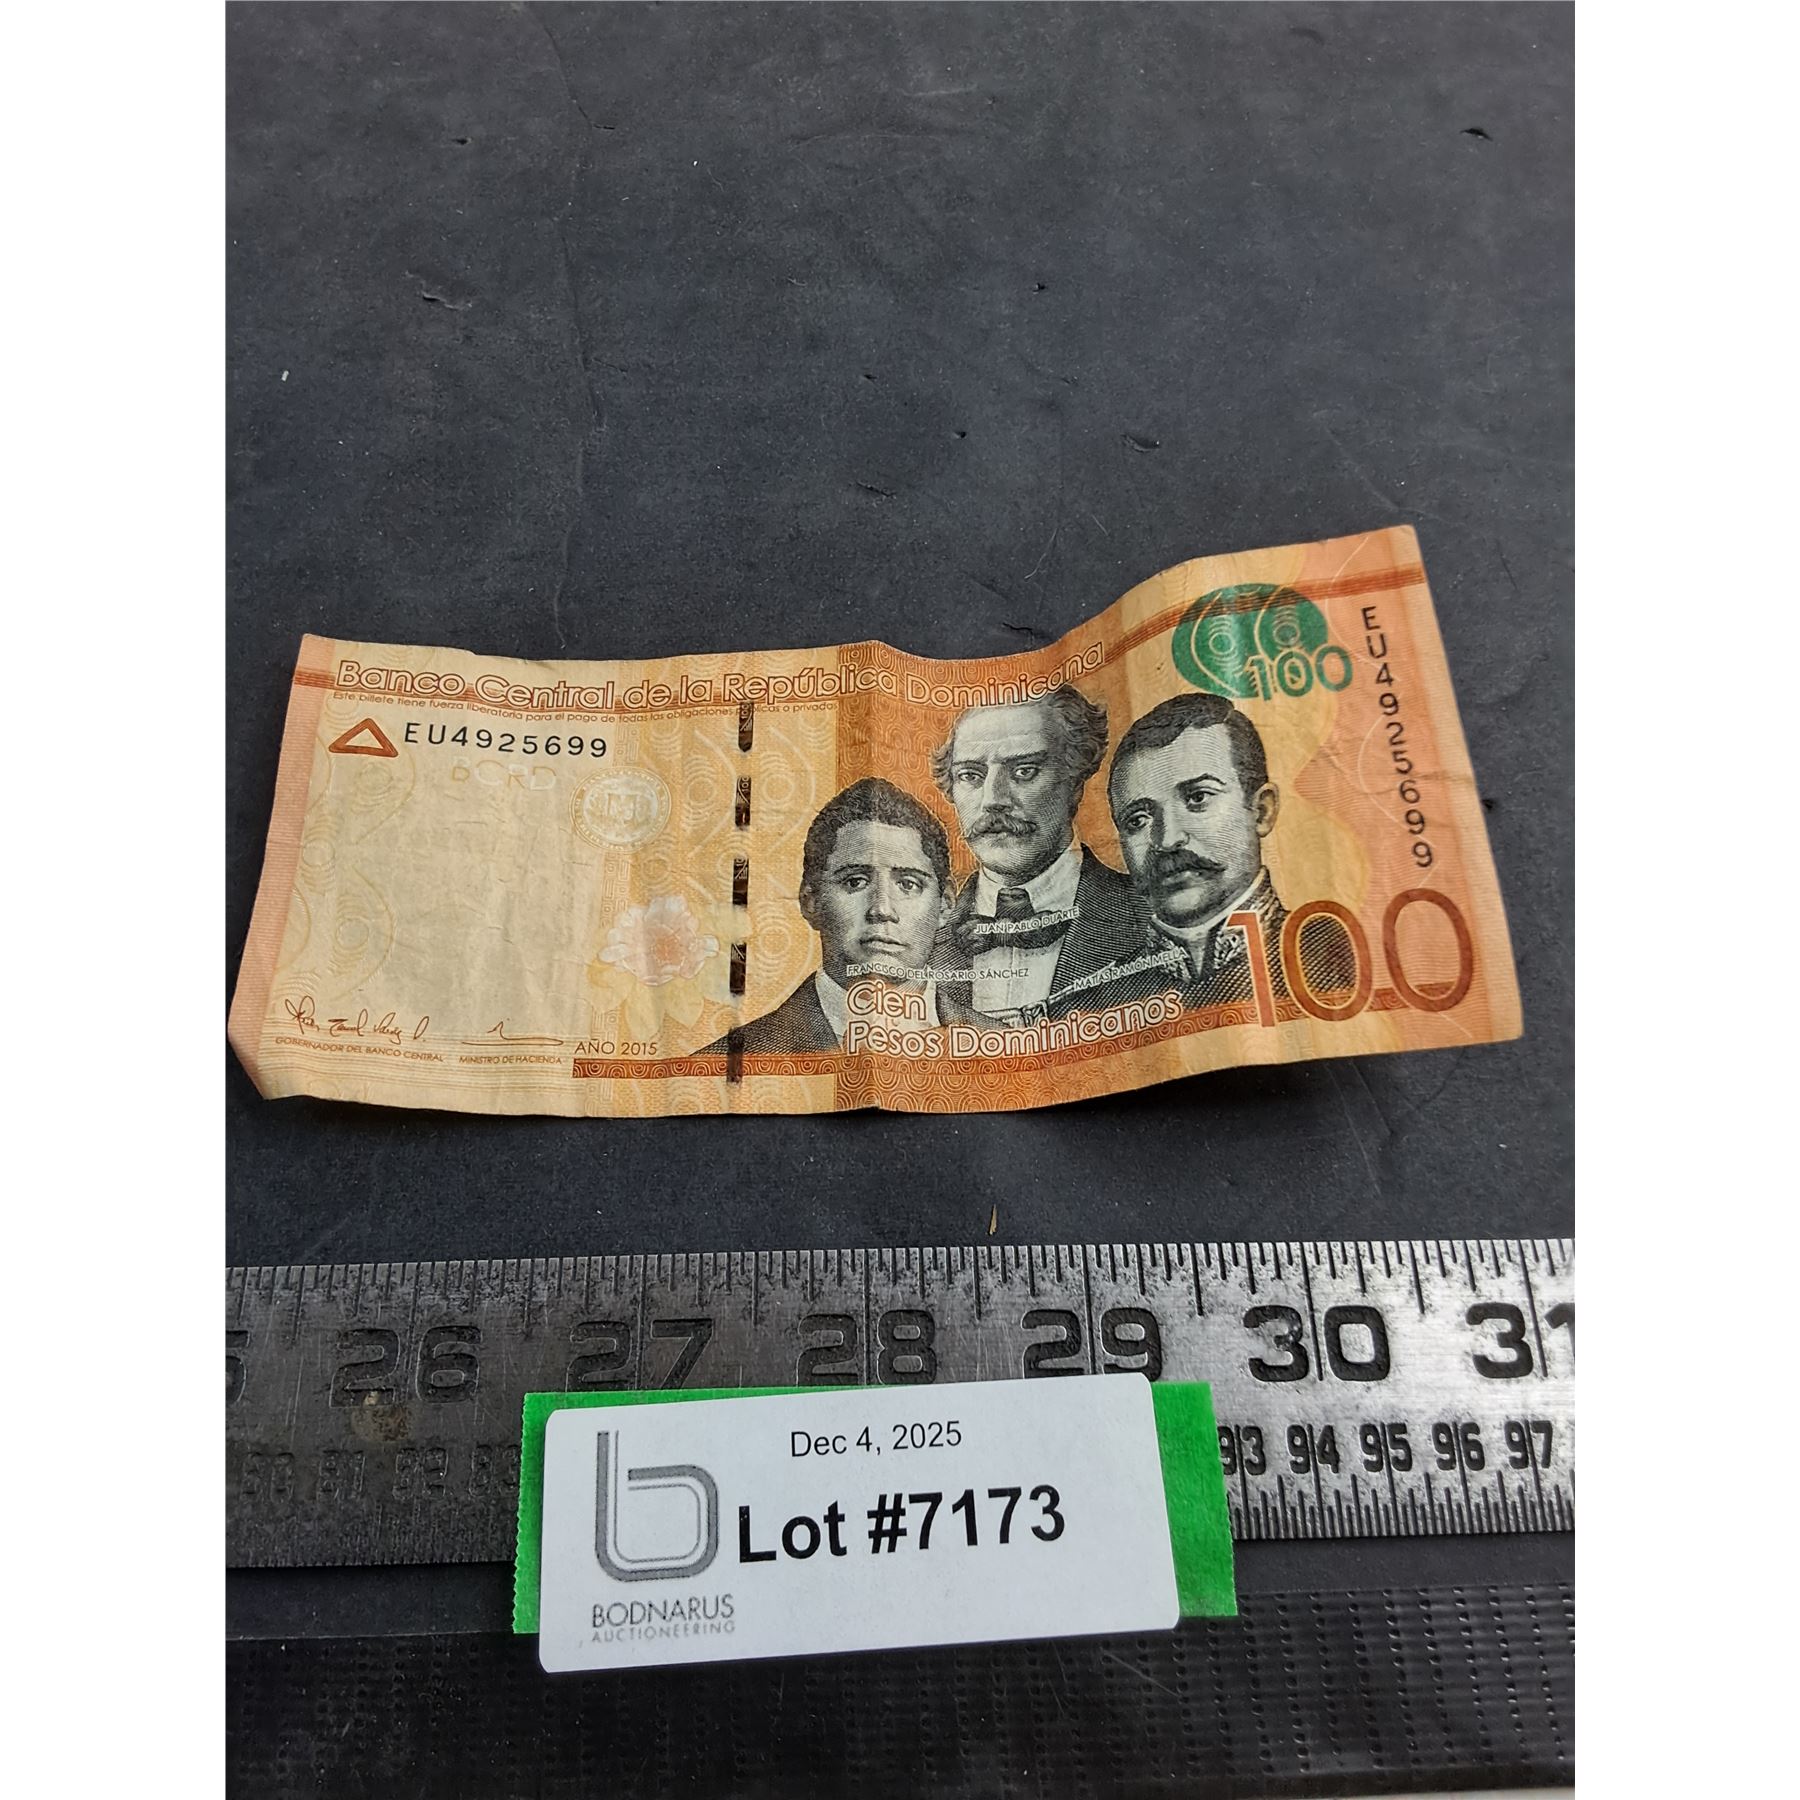 Banco Central de la República Dominicana
Este billete tiene fuerza liberatoria para el pago de todas las obligaciones públicas o privadas
EU4925699
BCRD
100
EU4925699
JUAN PABLO DUARTE
FRANCISCO DEL ROSARIO SÁNCHEZ
MATÍAS RAMÓN MELLA
Cien
Pesos Dominicanos
100
GOBERNADOR DEL BANCO CENTRAL
MINISTRO DE HACIENDA
AÑO 2015
26 27 28 29 30 31
93 94 95 96 97
Dec 4, 2025
Lot #7173
BODNARUS
AUCTIONEERING